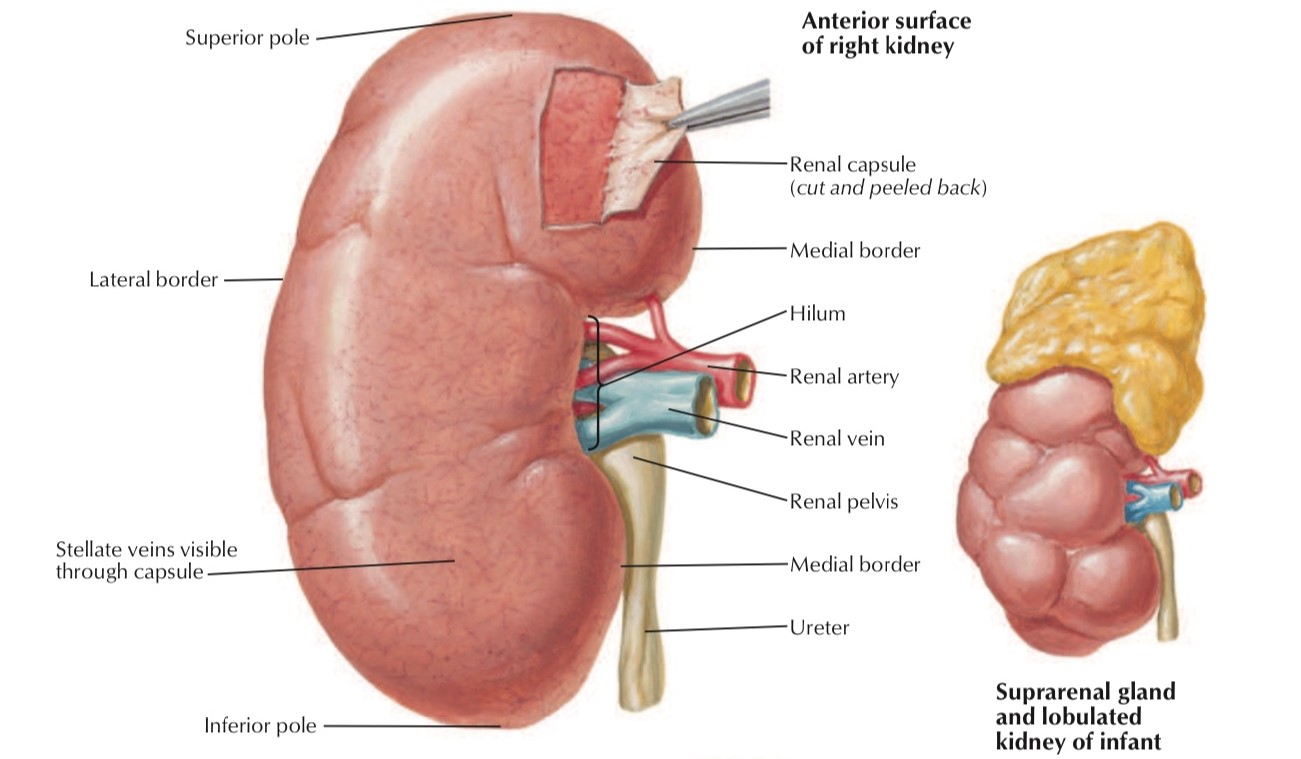 Anterior surface
of right kidney
Superior pole
Renal capsule
(cut and peeled back)
Medial border
Lateral border
Hilum
Renal artery
Renal vein
Renal pelvis
Stellate veins visible
through capsule
Medial border
Ureter
Inferior pole
Suprarenal gland
and lobulated
kidney of infant